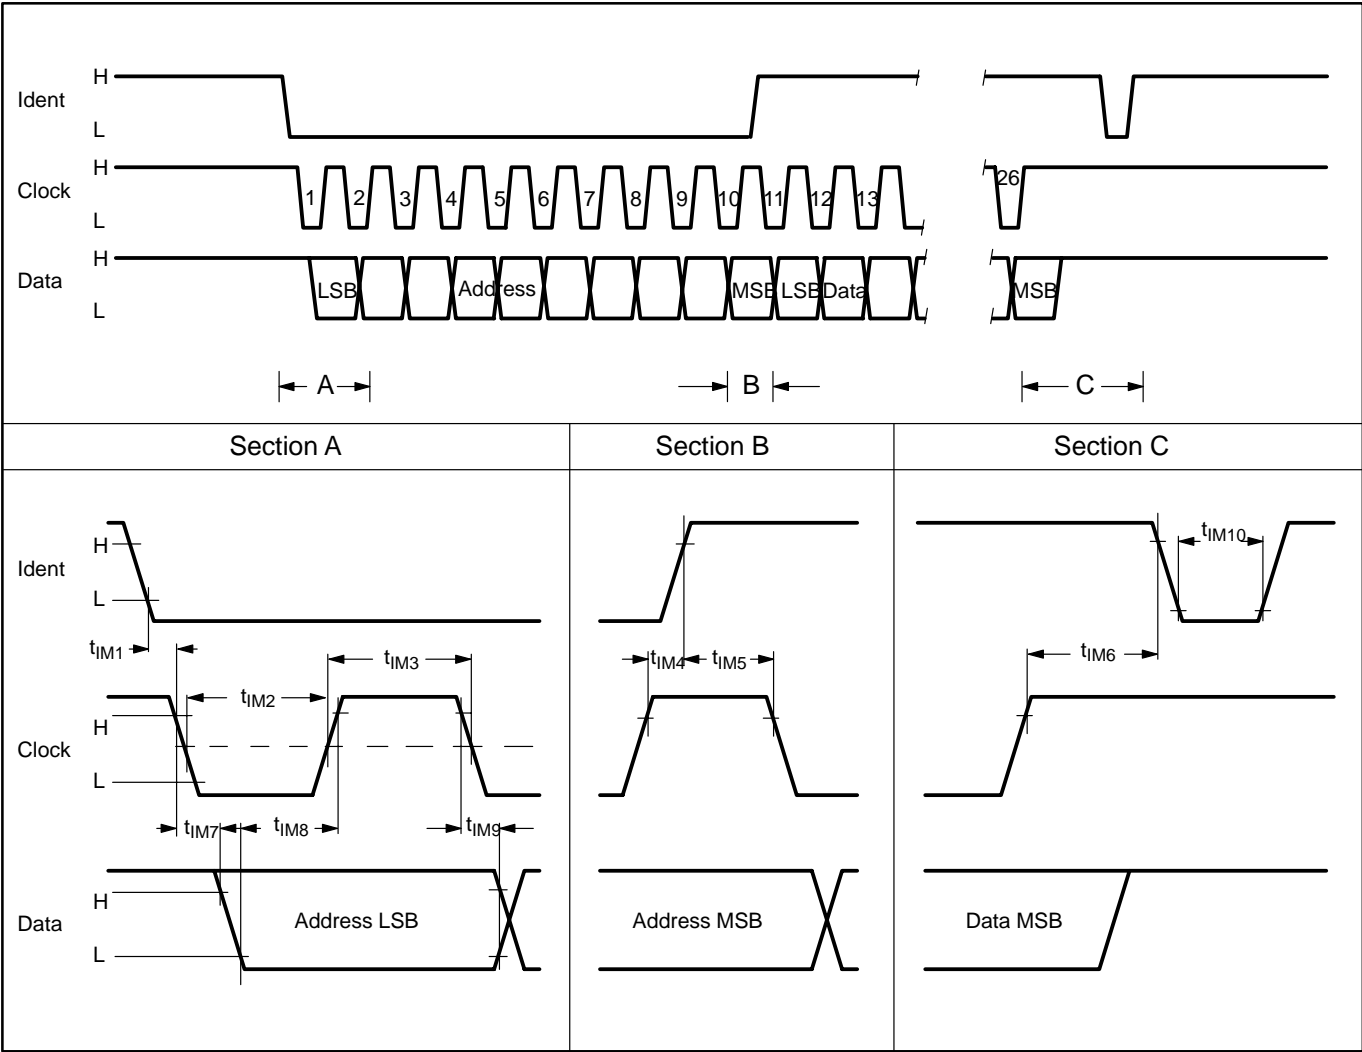 H
Ident
L
H
Clock
L
1 2 3 4 5 6 7 8 9 10 11 12 13 26
H
Data
L
LSB Address MSB LSB Data MSB
A B C
Section A Section B Section C
H
Ident
L
tIM10
tIM1 tIM3 tIM4 tIM5 tIM6
tIM2
H
Clock
L
tIM7 tIM8 tIM9
H
Data
L
Address LSB Address MSB Data MSB